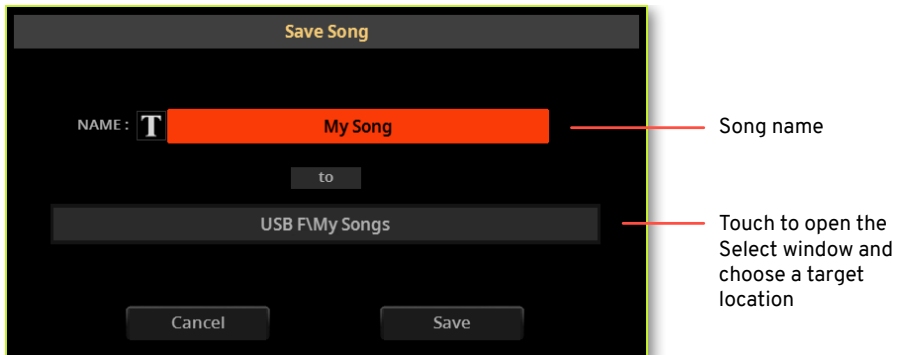 Save Song
NAME: T My Song
Song name
to
USB F\My Songs
Touch to open the
Select window and
choose a target
location
Cancel
Save